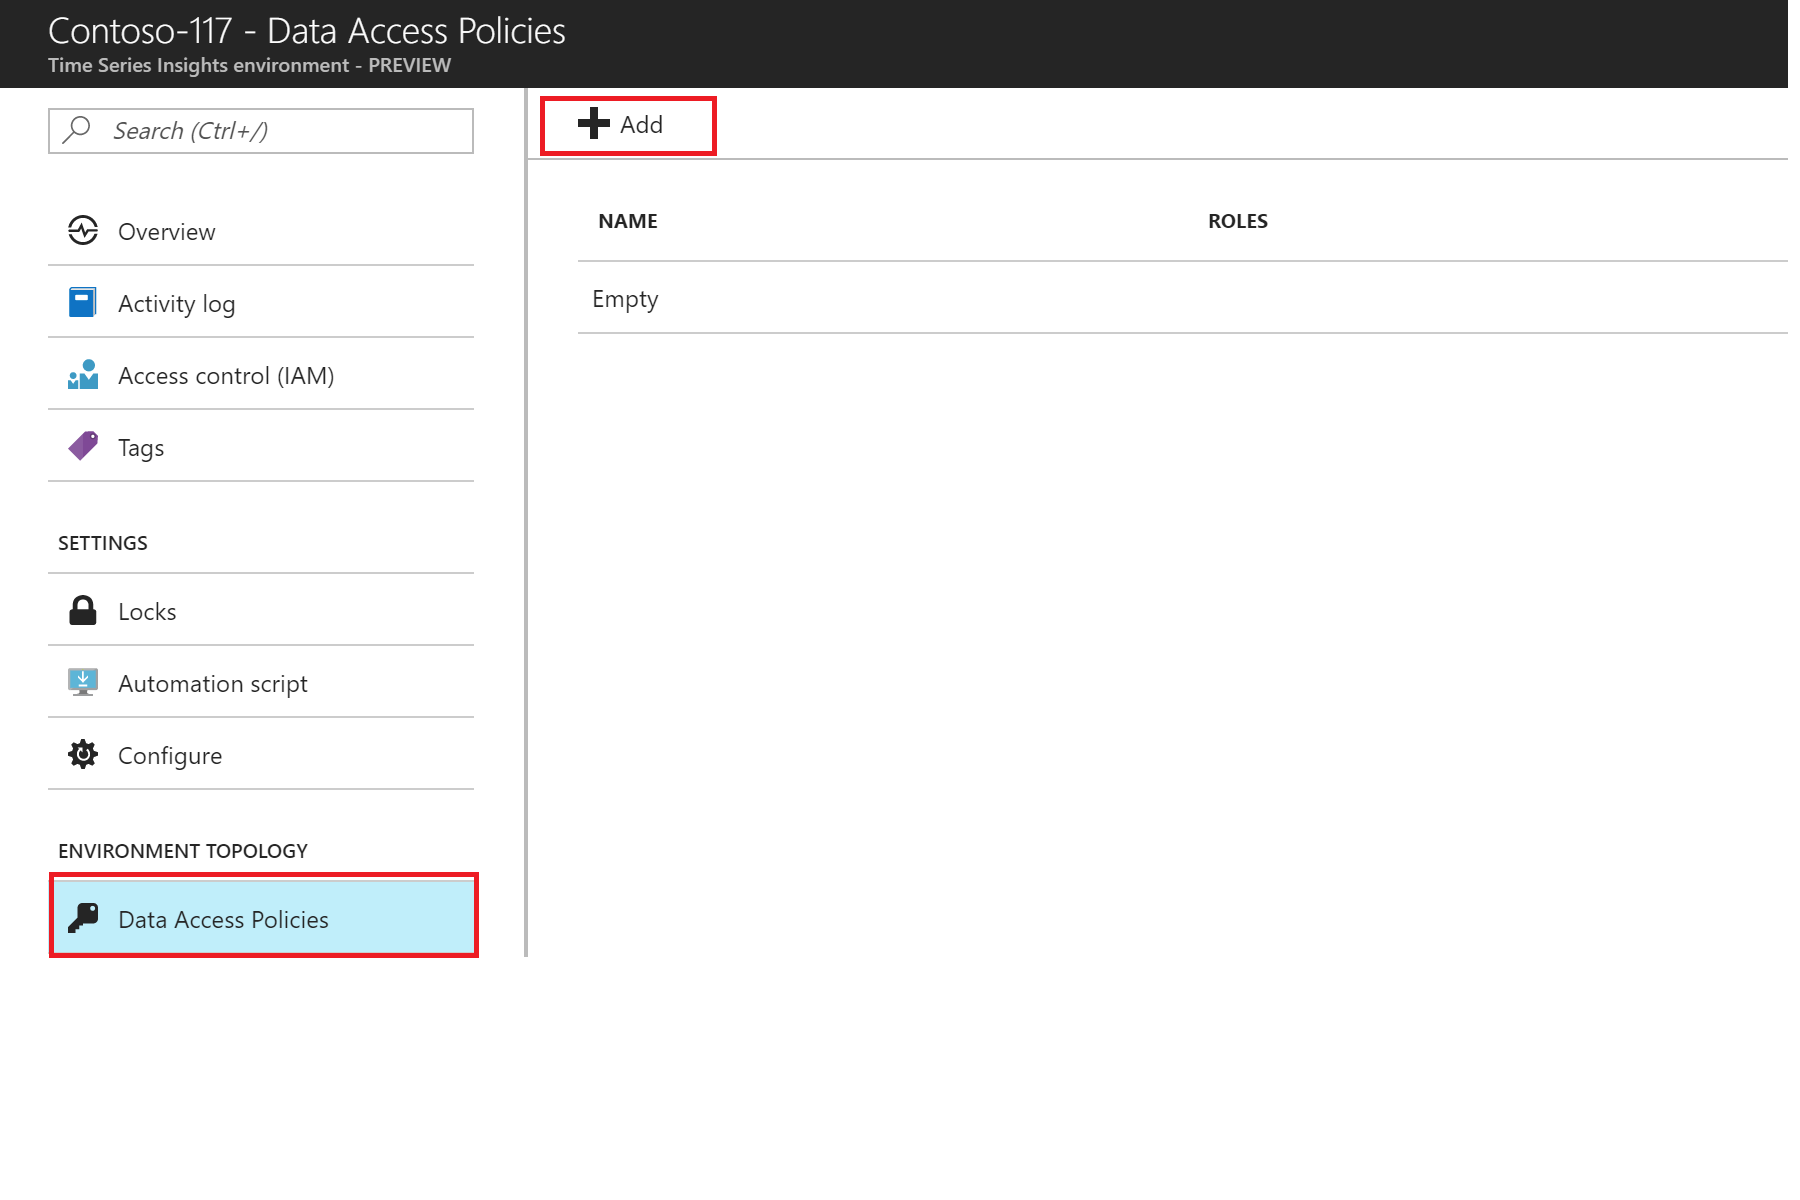 Contoso-117 - Data Access Policies
Time Series Insights environment - PREVIEW
Search (Ctrl+/)
Overview
Activity log
Access control (IAM)
Tags
SETTINGS
Locks
Automation script
Configure
ENVIRONMENT TOPOLOGY
Data Access Policies
Add
NAME ROLES
Empty